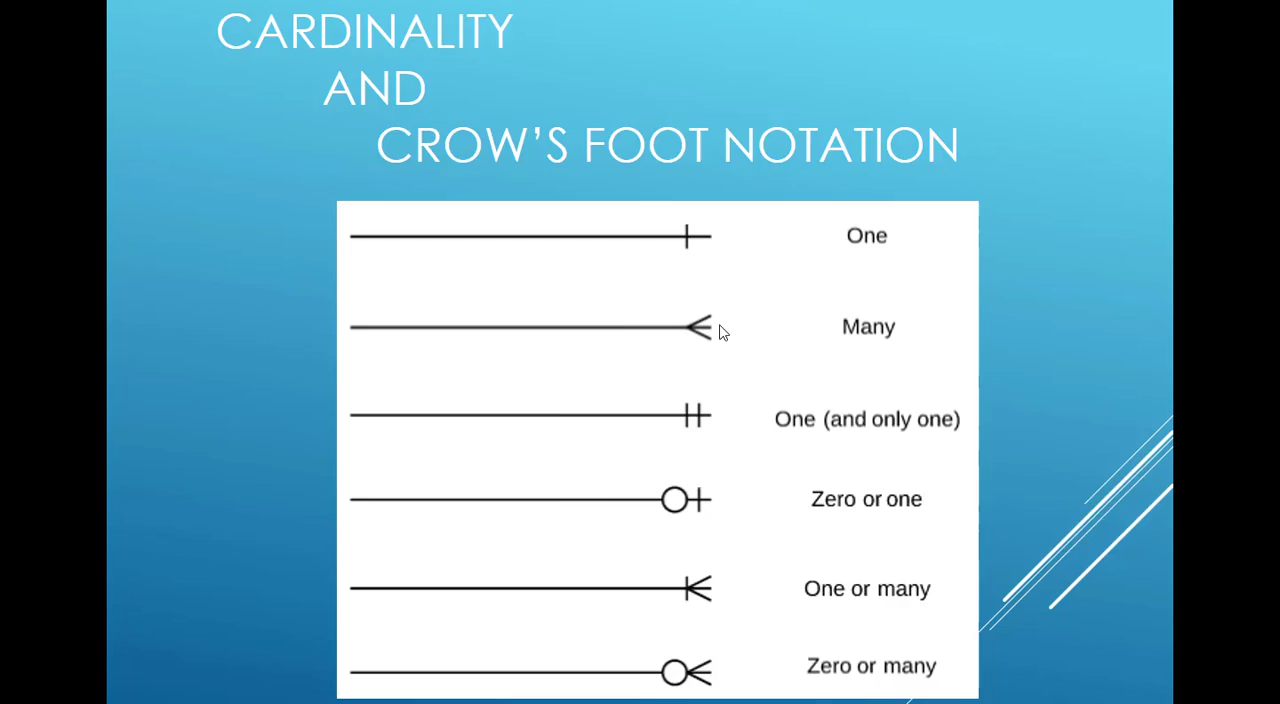 CARDINALITY
AND
CROW’S FOOT NOTATION
One
Many
One (and only one)
Zero or one
One or many
Zero or many